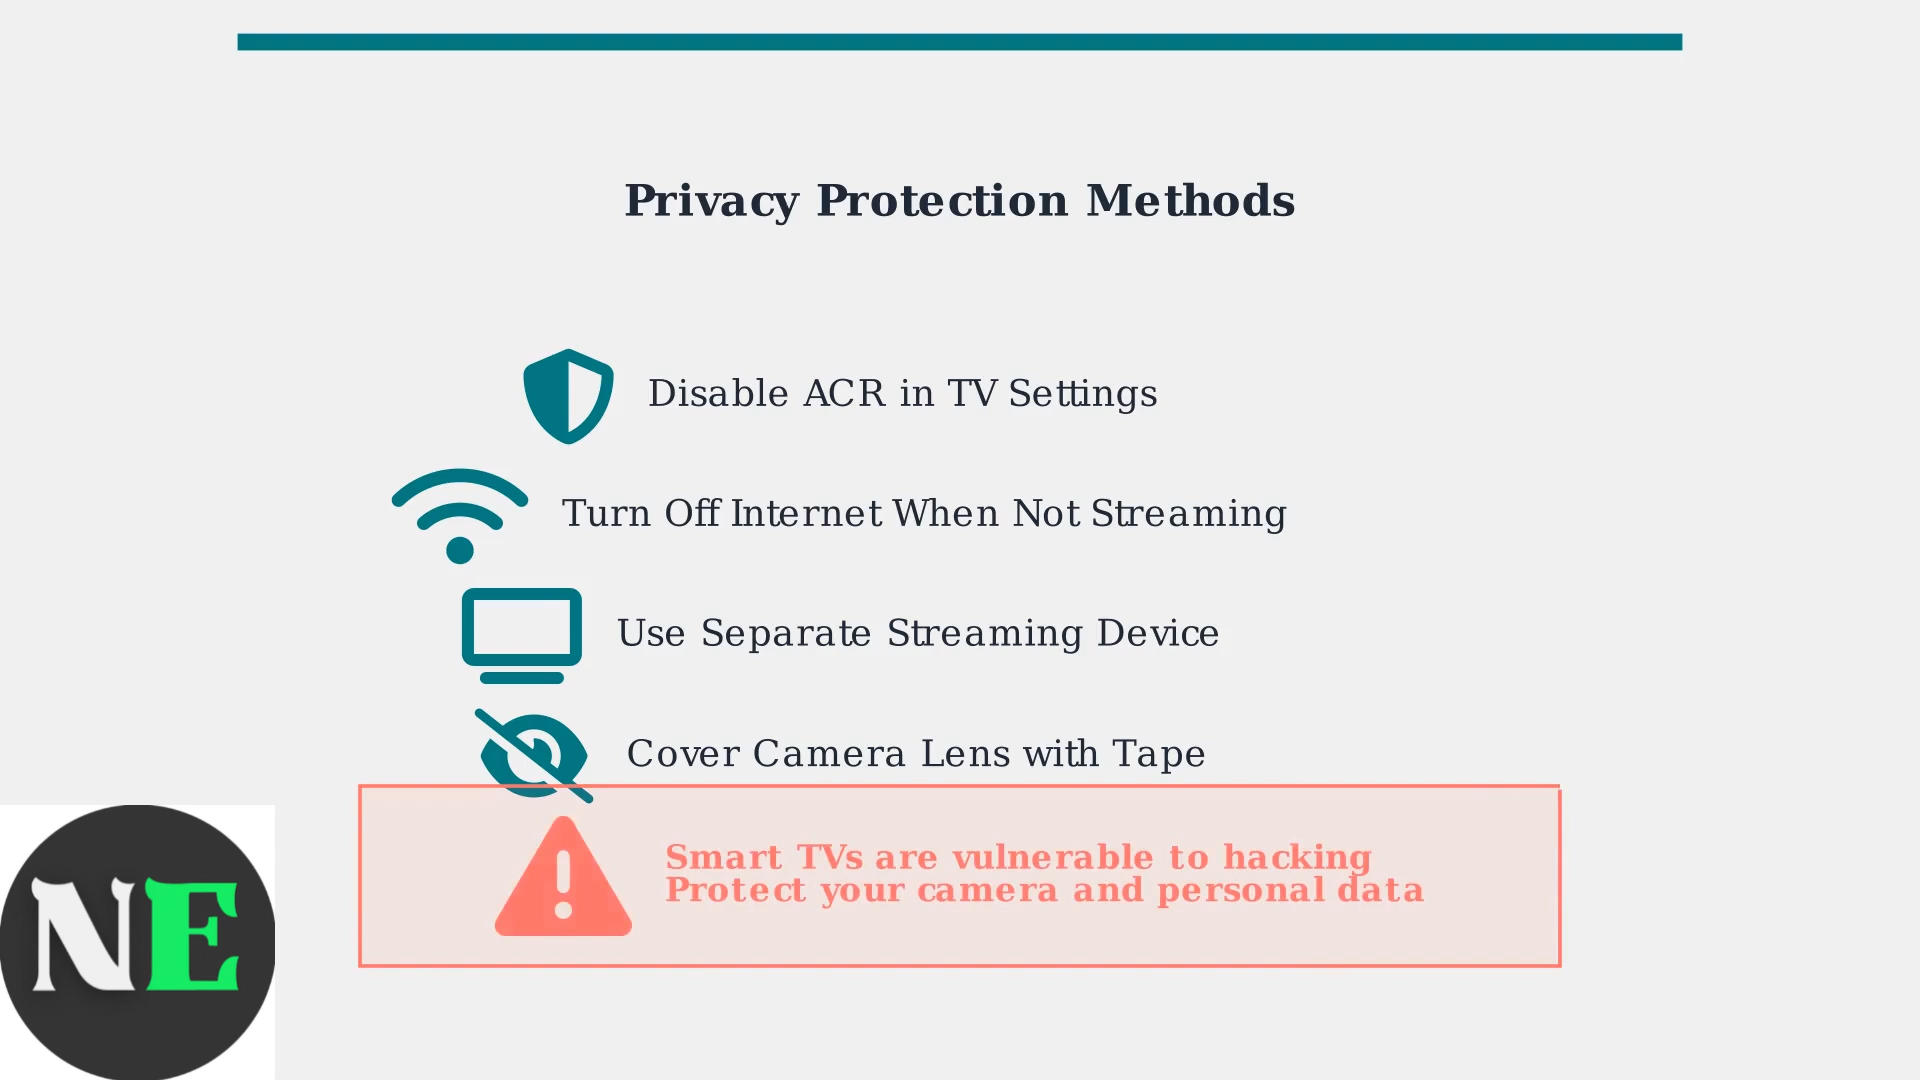 Privacy Protection Methods
Disable ACR in TV Settings
Turn Off Internet When Not Streaming
Use Separate Streaming Device
Cover Camera Lens with Tape
Smart TVs are vulnerable to hacking
Protect your camera and personal data
NE